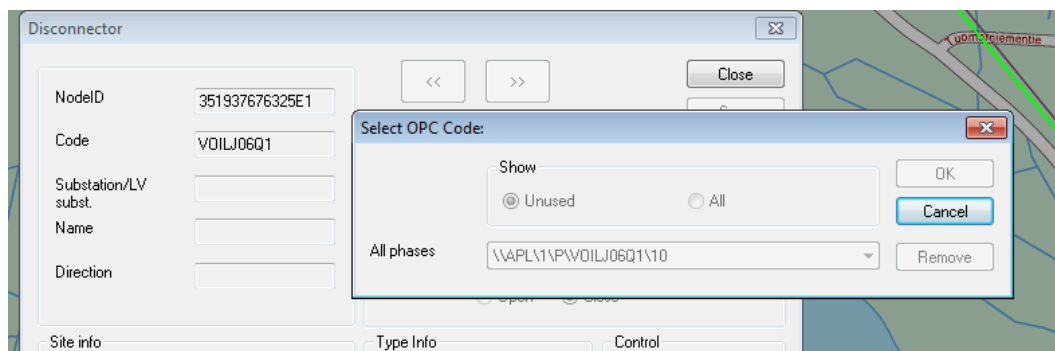 Disconnector
NodeID
351937676325E1
Code
VOILJ06Q1
Substation/LV
subst.
Name
Direction
<<
>>
Close
Select OPC Code:
Show
Unused
All
OK
Cancel
All phases
\\APL\1\P\VOILJ06Q1\10
Remove
Open
Close
Site info
Type Info
Control